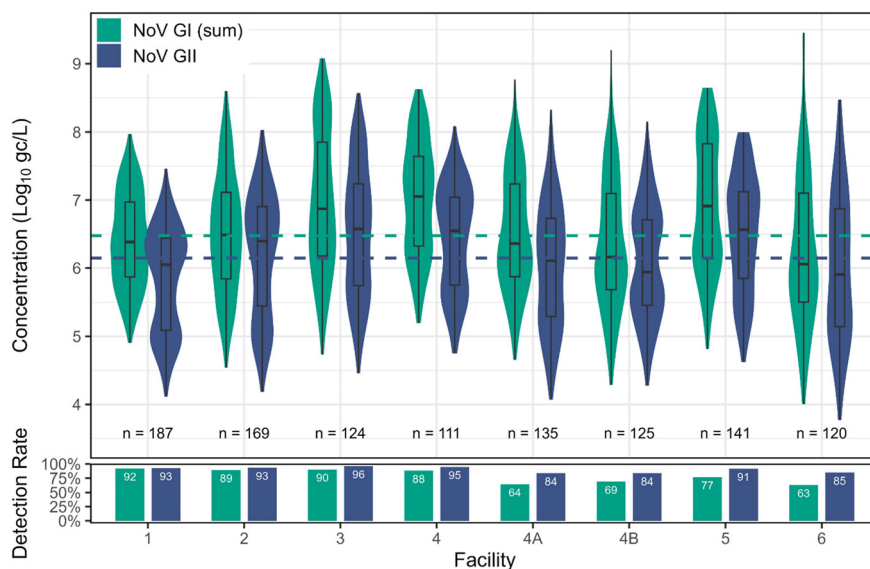 NoV GI (sum)
NoV GII
Concentration (Log₁₀ gc/L)
9
8
7
6
5
4
n = 187 n = 169 n = 124 n = 111 n = 135 n = 125 n = 141 n = 120
Detection Rate
100%
75%
50%
25%
0%
92 93 89 93 90 96 88 95 64 84 69 84 77 91 63 85
1 2 3 4 4A 4B 5 6
Facility